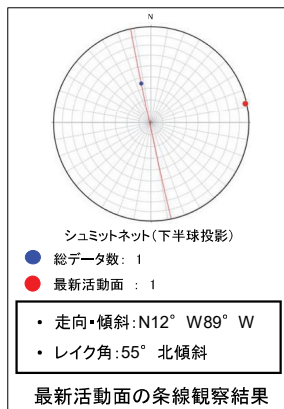 N
シュミットネット(下半球投影)
総データ数： 1
最新活動面 ： 1
• 走向・傾斜：N12° W89° W
• レイク角：55° 北傾斜
最新活動面の条線観察結果